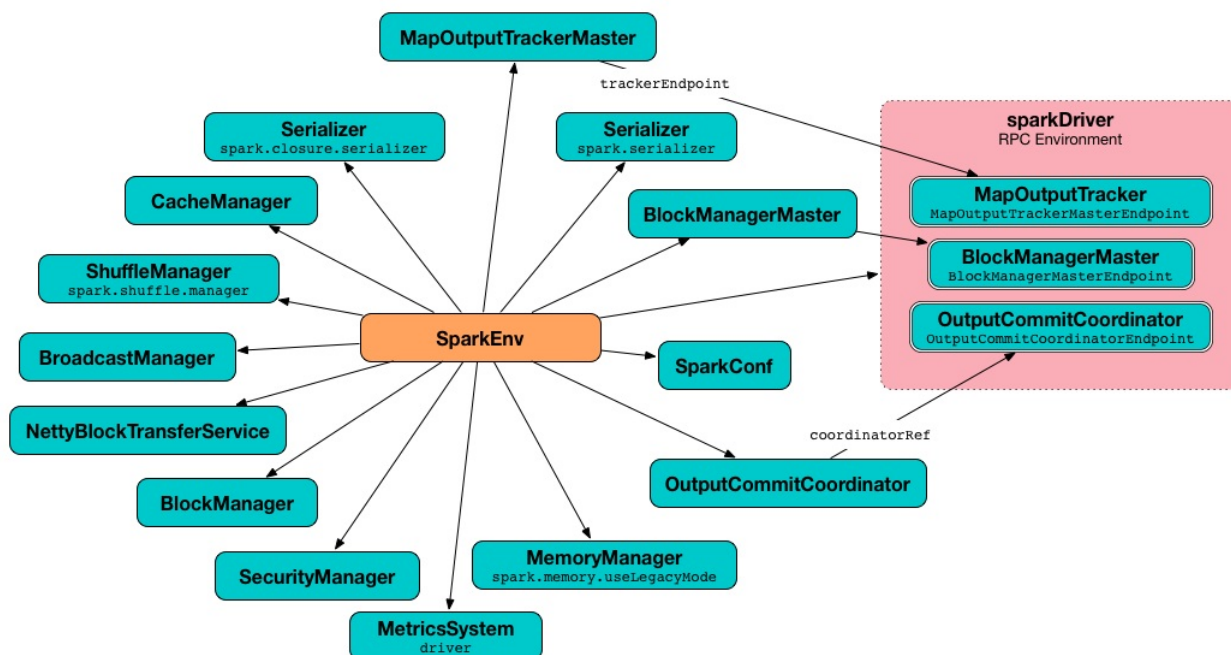 MapOutputTrackerMaster
trackerEndpoint
sparkDriver
RPC Environment
Serializer
spark.closure.serializer
Serializer
spark.serializer
MapOutputTracker
MapOutputTrackerMasterEndpoint
CacheManager
BlockManagerMaster
BlockManagerMaster
BlockManagerMasterEndpoint
ShuffleManager
spark.shuffle.manager
OutputCommitCoordinator
OutputCommitCoordinatorEndpoint
SparkEnv
BroadcastManager
SparkConf
NettyBlockTransferService
coordinatorRef
OutputCommitCoordinator
BlockManager
MemoryManager
spark.memory.useLegacyMode
SecurityManager
MetricsSystem
driver